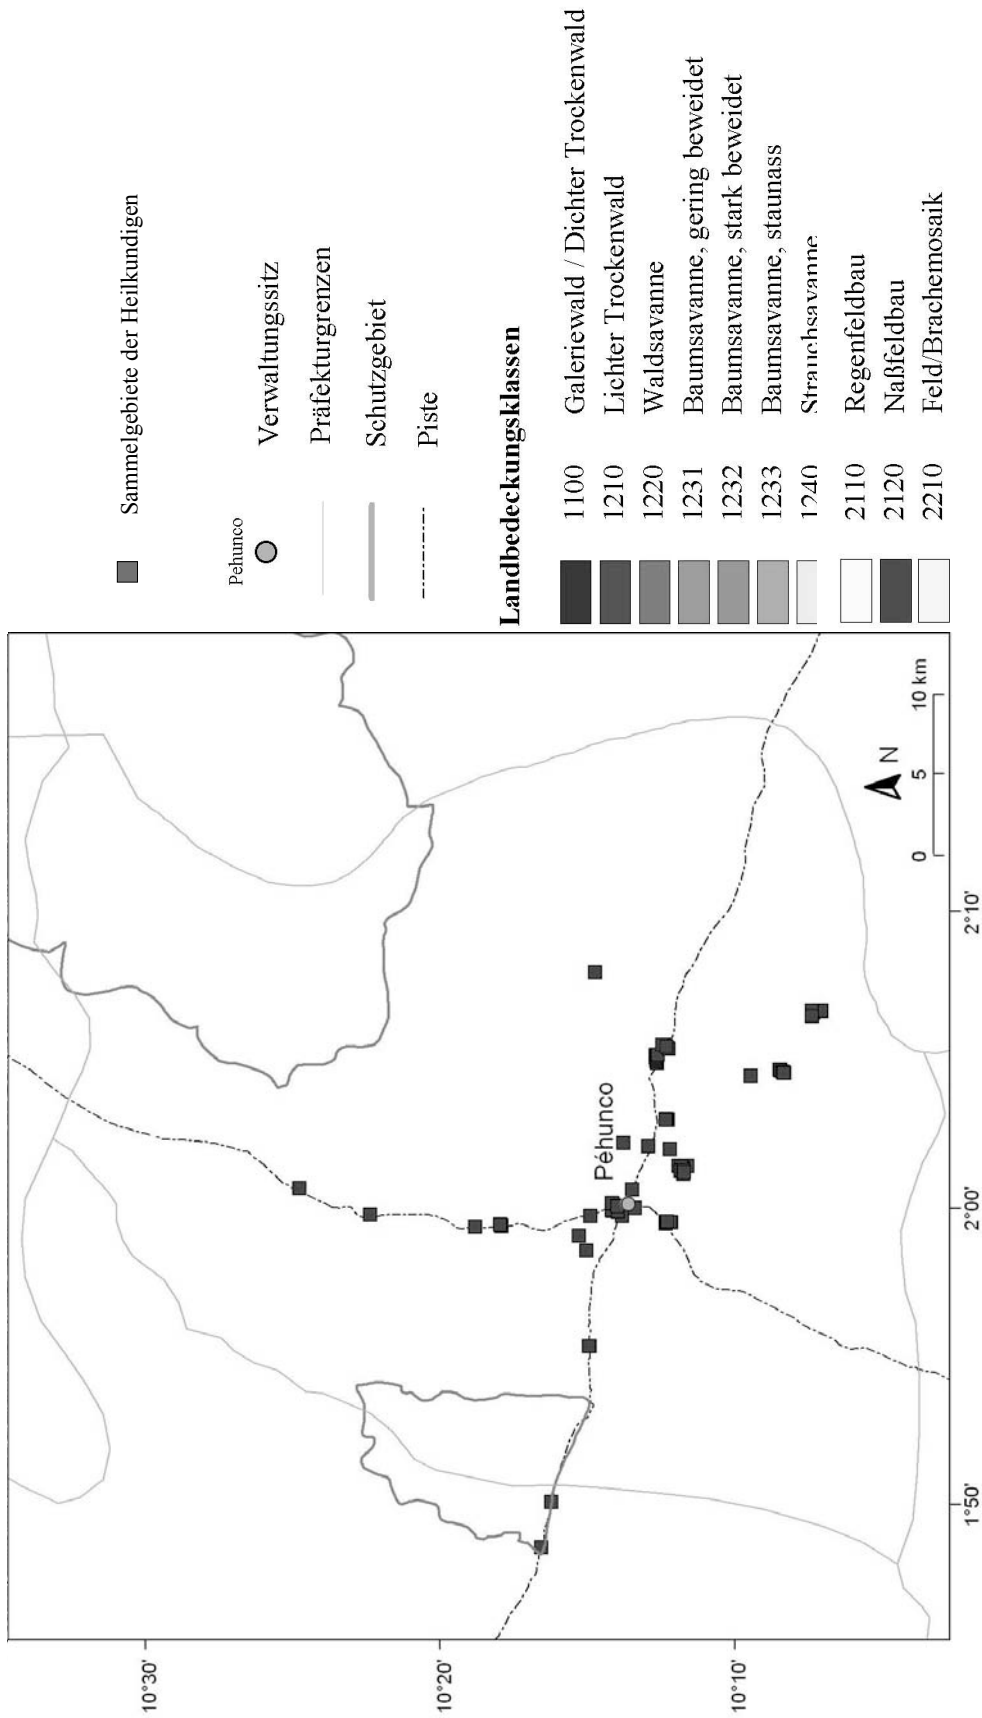 10°30'
10°20'
10°10'
1°50'
2°00'
2°10'
Péhunco
N
0 5 10 km
Sammelgebiete der Heilkundigen
Pehunco
Verwaltungssitz
Präfekturgrenzen
Schutzgebiet
Piste
Landbedeckungsklassen
1100 Galeriewald / Dichter Trockenwald
1210 Lichter Trockenwald
1220 Waldsavanne
1231 Baumsavanne, gering beweidet
1232 Baumsavanne, stark beweidet
1233 Baumsavanne, staunass
1240 Strauchsavanne
2110 Regenfeldbau
2120 Naßfeldbau
2210 Feld/Brachemosaik